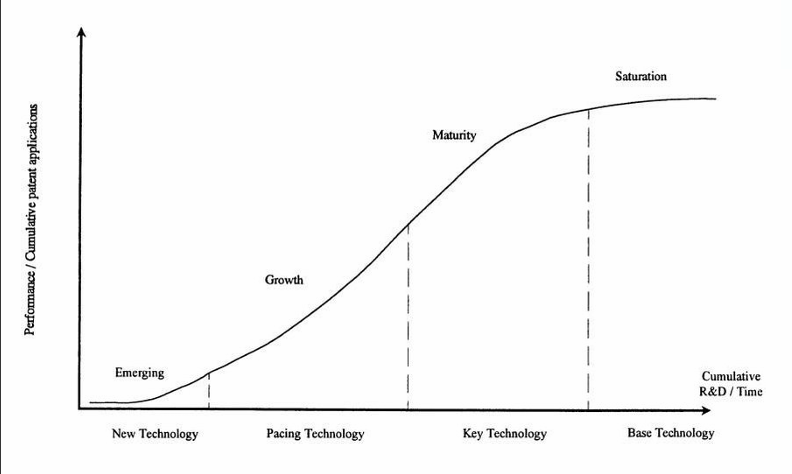 Performance / Cumulative patent applications
Saturation
Maturity
Growth
Emerging
Cumulative
R&D / Time
New Technology
Pacing Technology
Key Technology
Base Technology